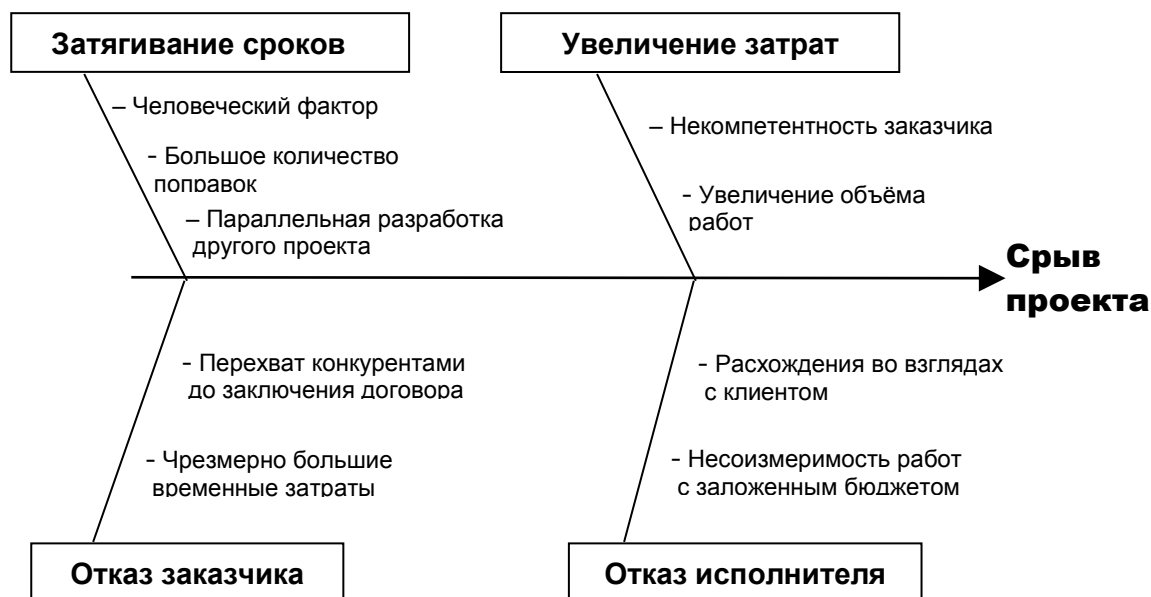 Затягивание сроков
Увеличение затрат
– Человеческий фактор
- Большое количество
поправок
– Параллельная разработка
другого проекта
– Некомпетентность заказчика
- Увеличение объёма
работ
Срыв
проекта
- Перехват конкурентами
до заключения договора
- Чрезмерно большие
временные затраты
- Расхождения во взглядах
с клиентом
- Несоизмеримость работ
с заложенным бюджетом
Отказ заказчика
Отказ исполнителя